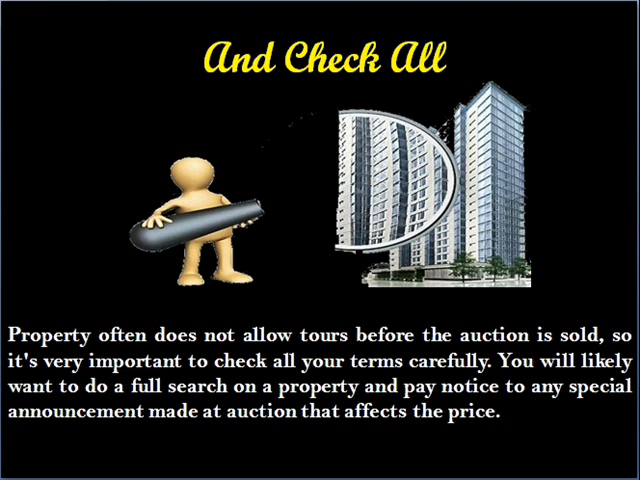 And Check All
Property often does not allow tours before the auction is sold, so
it's very important to check all your terms carefully. You will likely
want to do a full search on a property and pay notice to any special
announcement made at auction that affects the price.